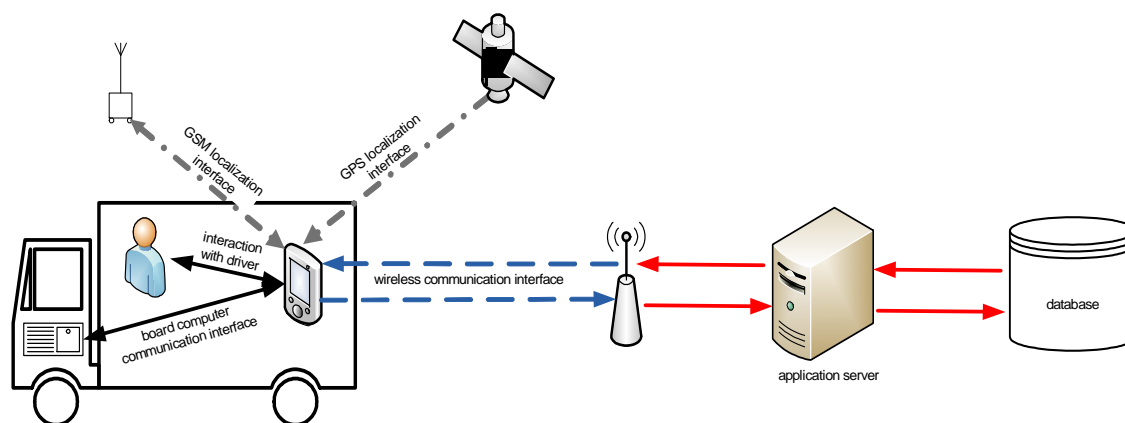 GSM localization
interface
GPS localization
interface
interaction
with driver
wireless communication interface
board computer
communication interface
application server
database